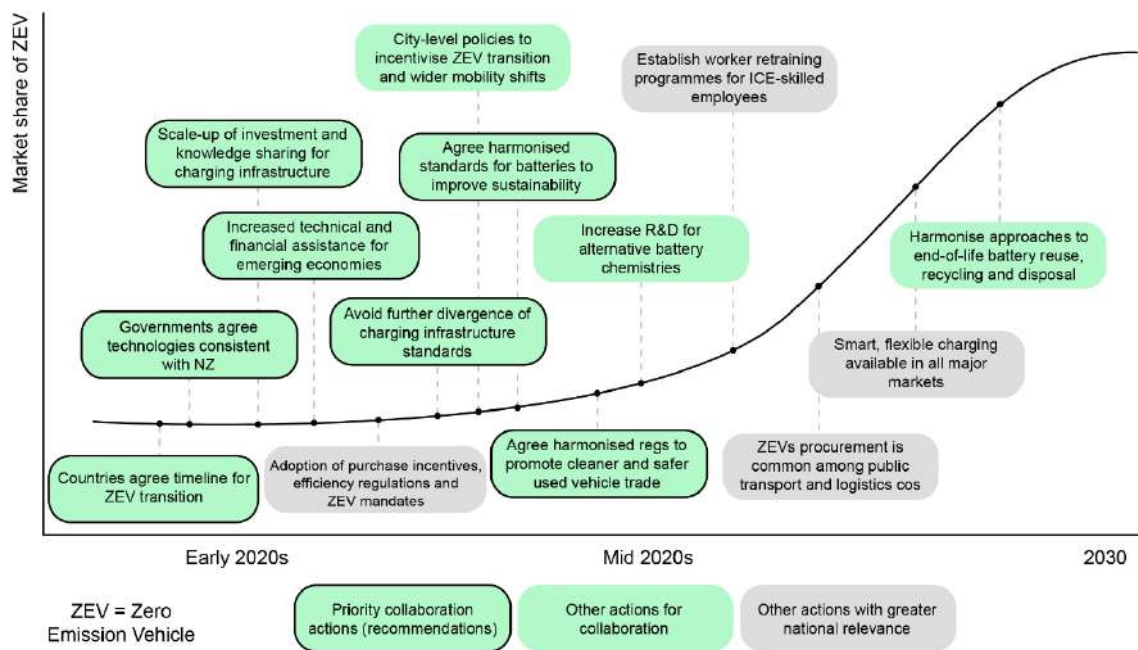 Market share of ZEV
City-level policies to
incentivise ZEV transition
and wider mobility shifts
Establish worker retraining
programmes for ICE-skilled
employees
Scale-up of investment and
knowledge sharing for
charging infrastructure
Agree harmonised
standards for batteries to
improve sustainability
Increased technical and
financial assistance for
emerging economies
Increase R&D for
alternative battery
chemistries
Harmonise approaches to
end-of-life battery reuse,
recycling and disposal
Governments agree
technologies consistent
with NZ
Avoid further divergence of
charging infrastructure
standards
Smart, flexible charging
available in all major
markets
Countries agree timeline for
ZEV transition
Adoption of purchase incentives,
efficiency regulations and
ZEV mandates
Agree harmonised regs to
promote cleaner and safer
used vehicle trade
ZEVs procurement is
common among public
transport and logistics cos
Early 2020s
Mid 2020s
2030
ZEV = Zero
Emission Vehicle
Priority collaboration
actions (recommendations)
Other actions for
collaboration
Other actions with greater
national relevance